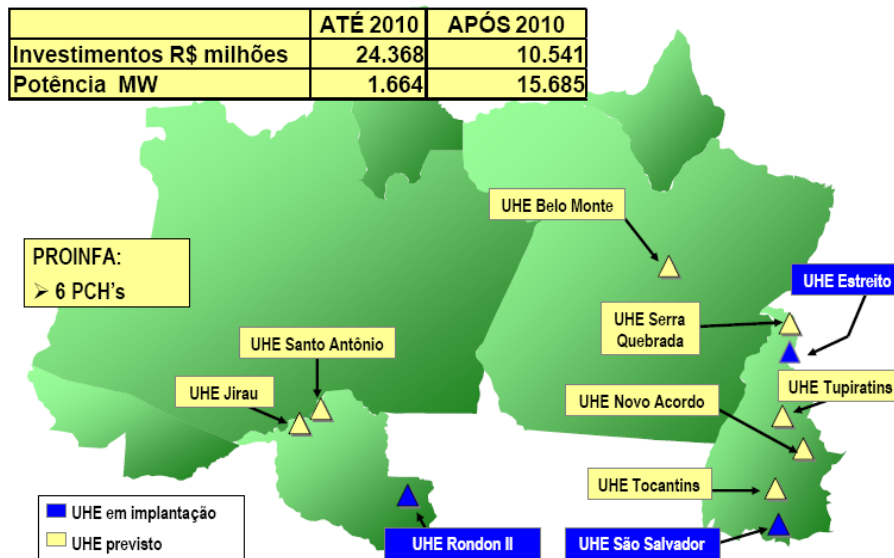 ATÉ 2010 APÓS 2010
Investimentos R$ milhões 24.368 10.541
Potência MW 1.664 15.685
UHE Belo Monte
PROINFA:
➢ 6 PCH's
UHE Estreito
UHE Serra
Quebrada
UHE Santo Antônio
UHE Jirau
UHE Tupiratins
UHE Novo Acordo
UHE Tocantins
UHE em implantação
UHE previsto
UHE Rondon II
UHE São Salvador